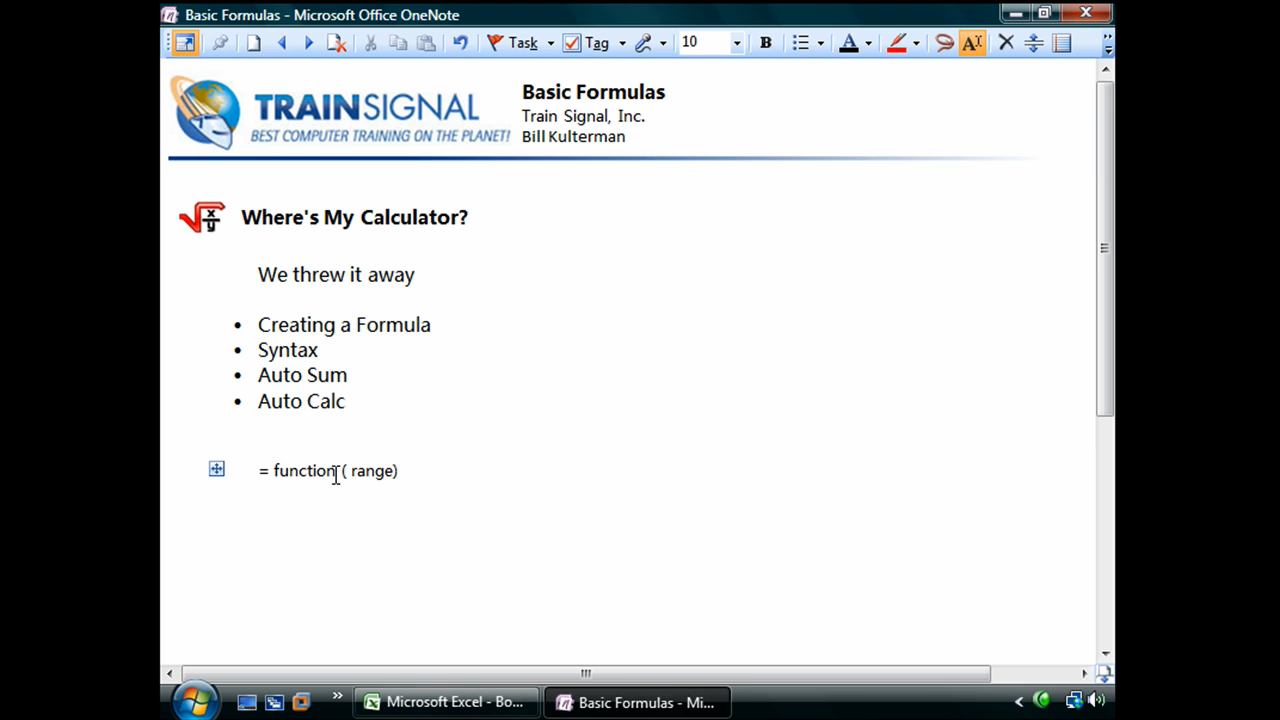 Basic Formulas - Microsoft Office OneNote
Task Tag 10 B A A
TRAINSIGNAL
BEST COMPUTER TRAINING ON THE PLANET!
Basic Formulas
Train Signal, Inc.
Bill Kulterman
x
y
Where's My Calculator?
We threw it away
• Creating a Formula
• Syntax
• Auto Sum
• Auto Calc
= function ( range)
Microsoft Excel - Bo... Basic Formulas - Mi...